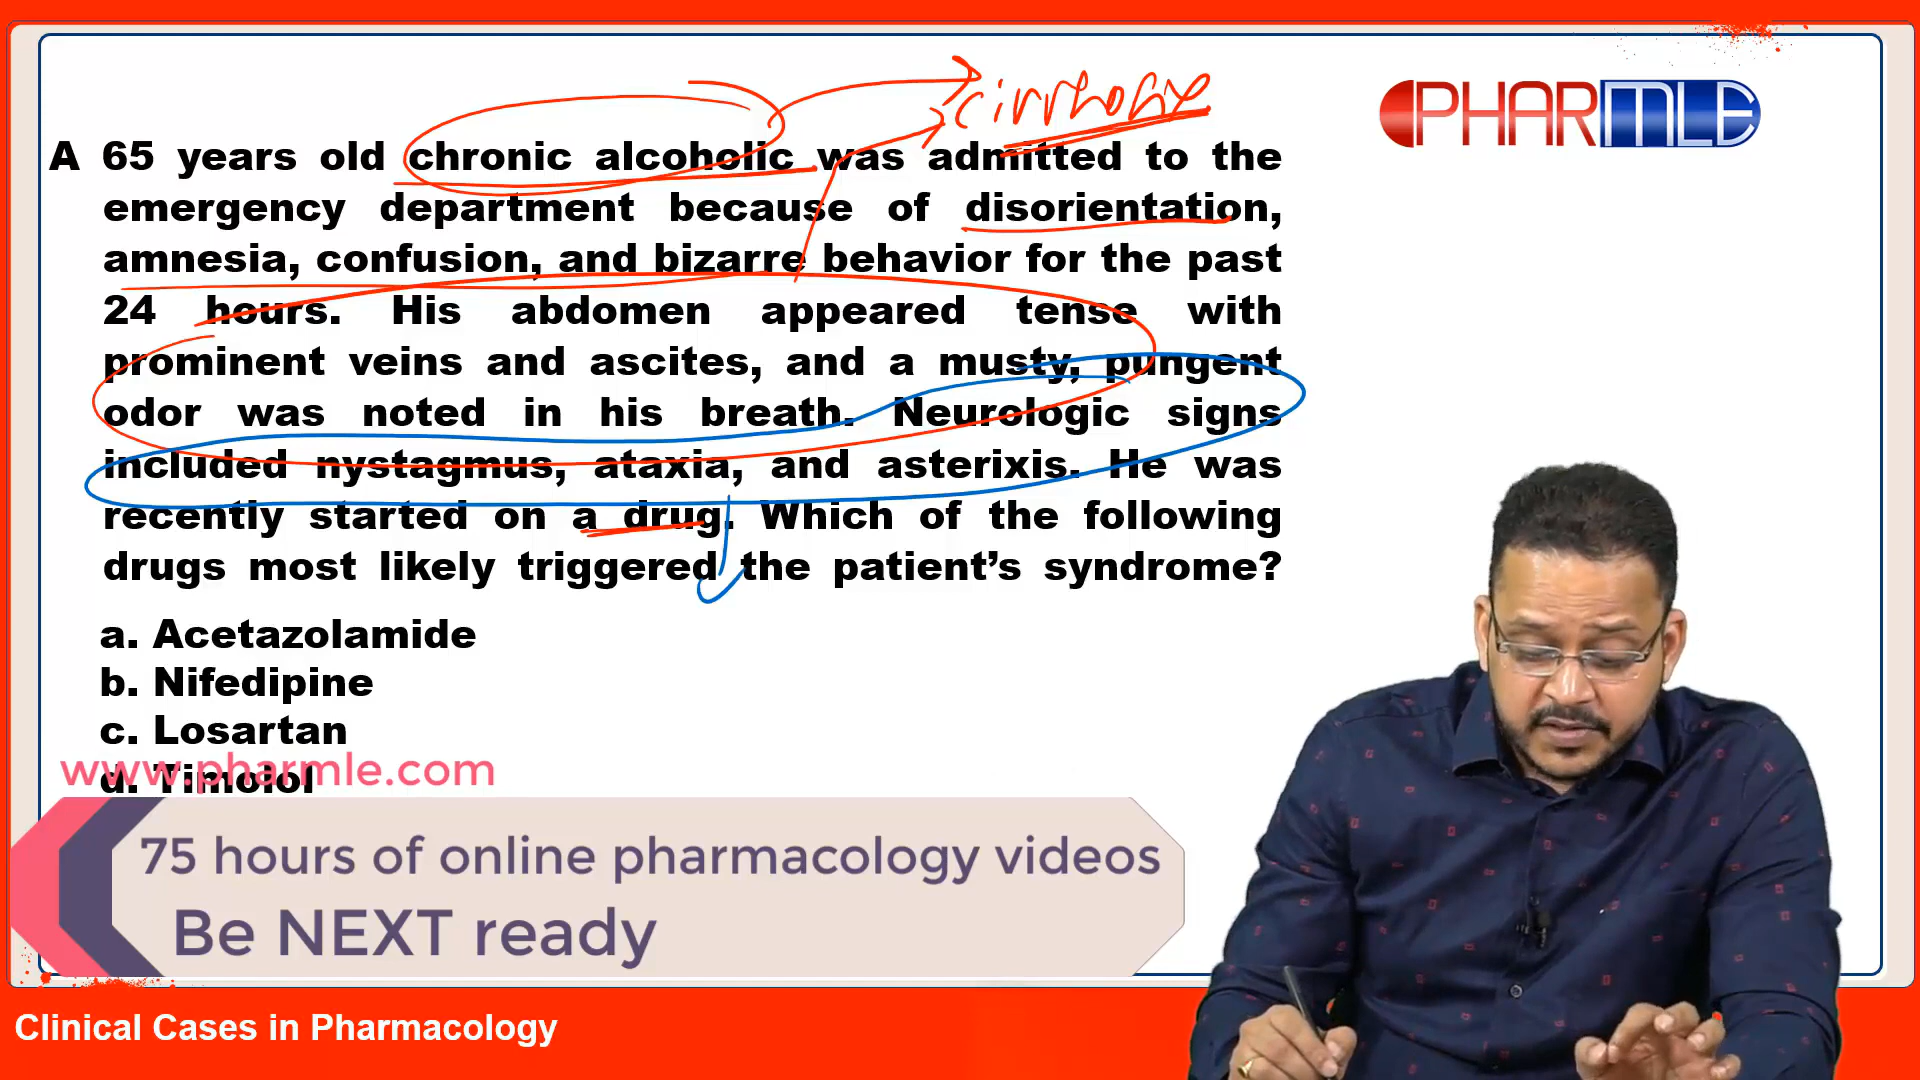 cirrhosis
PHARMLE
A 65 years old chronic alcoholic was admitted to the
emergency department because of disorientation,
amnesia, confusion, and bizarre behavior for the past
24 hours. His abdomen appeared tense with
prominent veins and ascites, and a musty, pungent
odor was noted in his breath. Neurologic signs
included nystagmus, ataxia, and asterixis. He was
recently started on a drug. Which of the following
drugs most likely triggered the patient's syndrome?
a. Acetazolamide
b. Nifedipine
c. Losartan
www.pharmle.com
d. Timolol
75 hours of online pharmacology videos
Be NEXT ready
Clinical Cases in Pharmacology